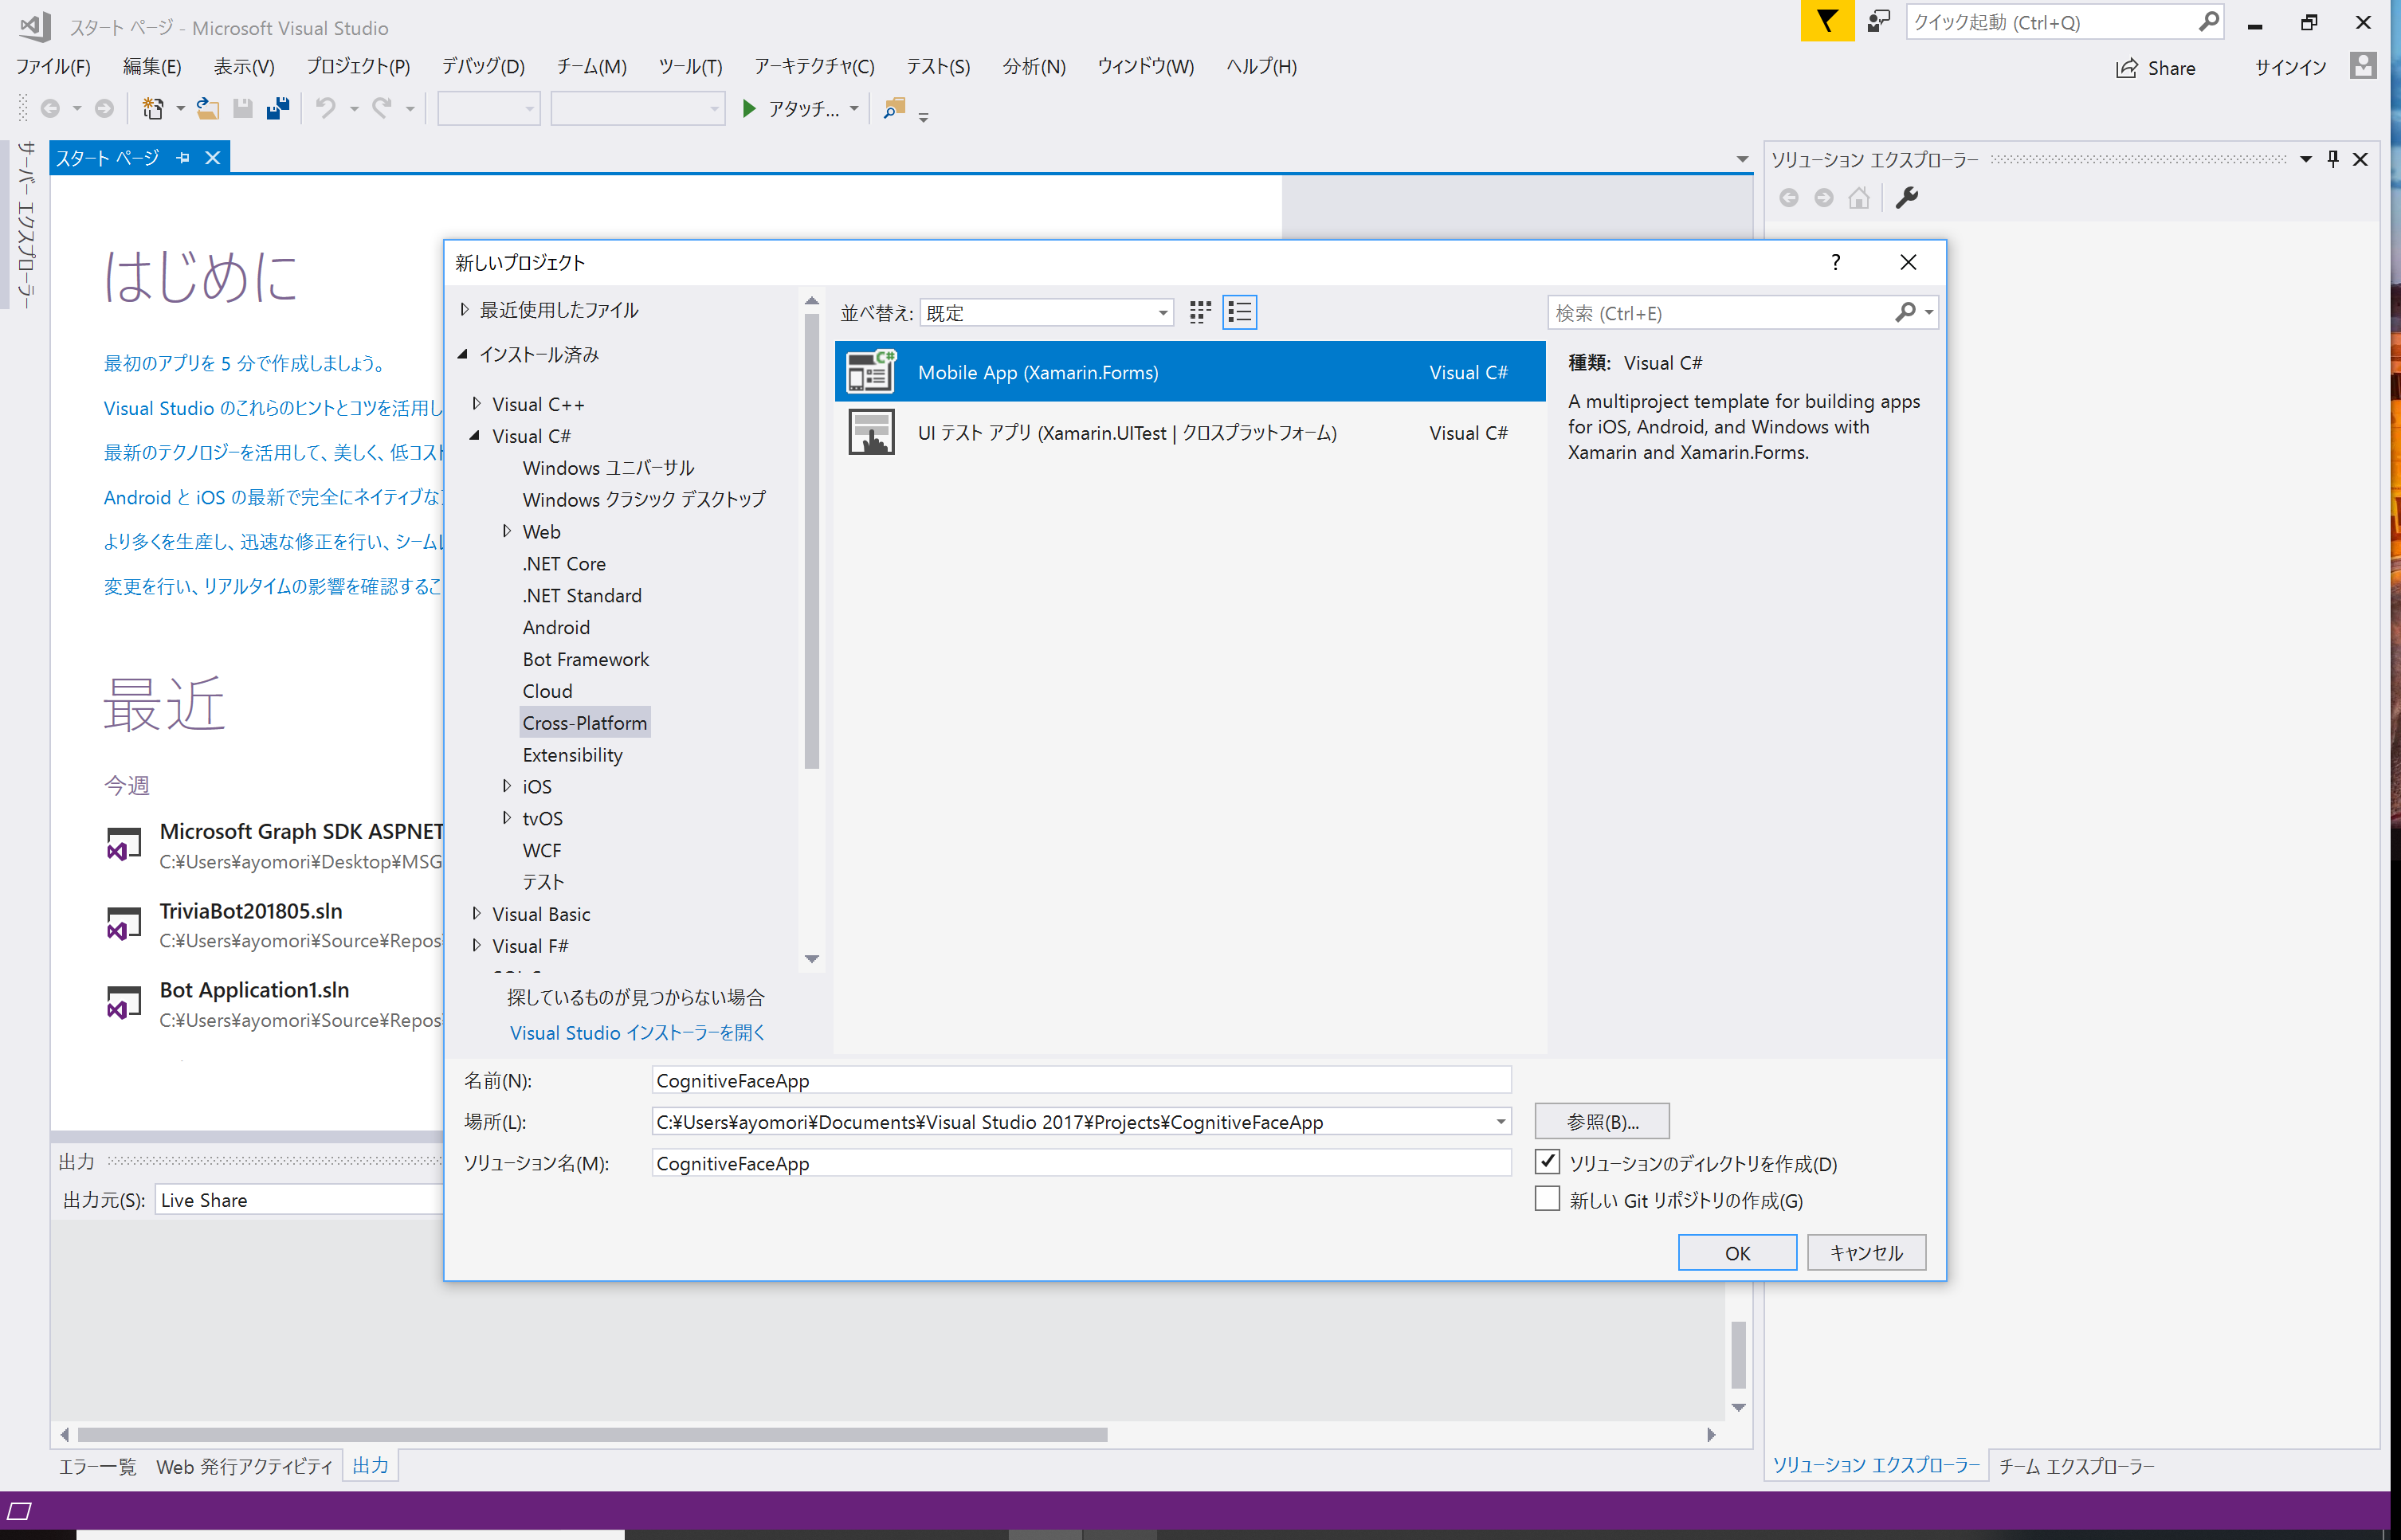 スタート ページ - Microsoft Visual Studio
クイック起動 (Ctrl+Q)
ファイル(F) 編集(E) 表示(V) プロジェクト(P) デバッグ(D) チーム(M) ツール(T) アーキテクチャ(C) テスト(S) 分析(N) ウィンドウ(W) ヘルプ(H)
Share サインイン
アタッチ...
サーバー エクスプローラー
スタート ページ
はじめに
最初のアプリを 5 分で作成しましょう。
Visual Studio のこれらのヒントとコツを活用し
最新のテクノロジーを活用して、美しく、低コスト
Android と iOS の最新で完全にネイティブな
より多くを生産し、迅速な修正を行い、シームレ
変更を行い、リアルタイムの影響を確認するこ
最近
今週
Microsoft Graph SDK ASPNET
C:¥Users¥ayomori¥Desktop¥MSG
TriviaBot201805.sln
C:¥Users¥ayomori¥Source¥Repos
Bot Application1.sln
C:¥Users¥ayomori¥Source¥Repos
新しいプロジェクト
?
最近使用したファイル
インストール済み
Visual C++
Visual C#
Windows ユニバーサル
Windows クラシック デスクトップ
Web
.NET Core
.NET Standard
Android
Bot Framework
Cloud
Cross-Platform
Extensibility
iOS
tvOS
WCF
テスト
Visual Basic
Visual F#
探しているものが見つからない場合
Visual Studio インストーラーを開く
並べ替え: 既定
Mobile App (Xamarin.Forms) Visual C#
UI テスト アプリ (Xamarin.UITest | クロスプラットフォーム) Visual C#
検索 (Ctrl+E)
種類: Visual C#
A multiproject template for building apps
for iOS, Android, and Windows with
Xamarin and Xamarin.Forms.
名前(N): CognitiveFaceApp
場所(L): C:¥Users¥ayomori¥Documents¥Visual Studio 2017¥Projects¥CognitiveFaceApp 参照(B)...
ソリューション名(M): CognitiveFaceApp
ソリューションのディレクトリを作成(D)
新しい Git リポジトリの作成(G)
OK キャンセル
出力
出力元(S): Live Share
エラー一覧 Web 発行アクティビティ 出力
ソリューション エクスプローラー
ソリューション エクスプローラー チーム エクスプローラー